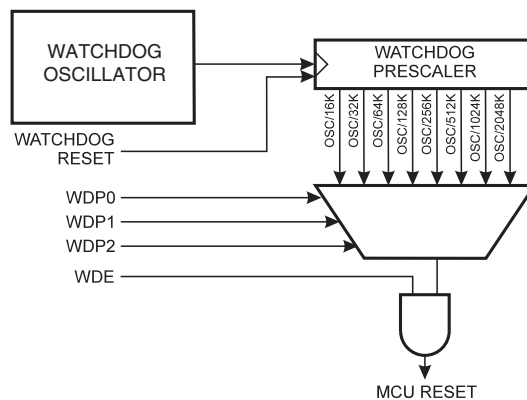 WATCHDOG
OSCILLATOR
WATCHDOG
PRESCALER
WATCHDOG
RESET
OSC/16K
OSC/32K
OSC/64K
OSC/128K
OSC/256K
OSC/512K
OSC/1024K
OSC/2048K
WDP0
WDP1
WDP2
WDE
MCU RESET